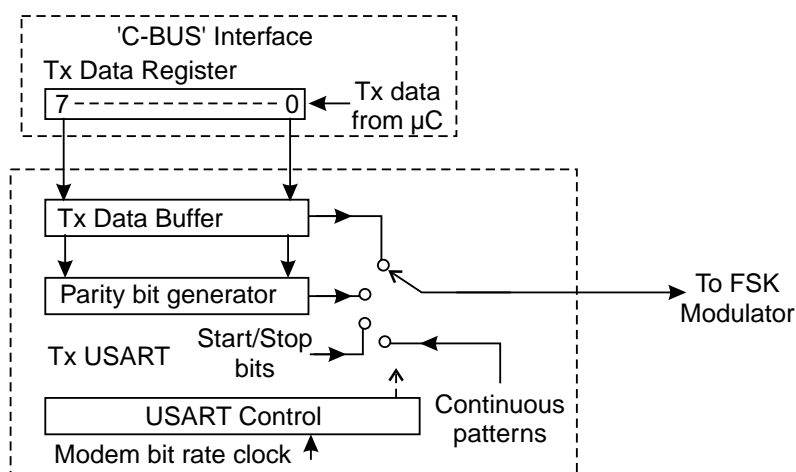 'C-BUS' Interface
Tx Data Register
7 0
Tx data
from µC
Tx Data Buffer
Parity bit generator
To FSK
Modulator
Start/Stop
bits
Tx USART
USART Control
Continuous
patterns
Modem bit rate clock